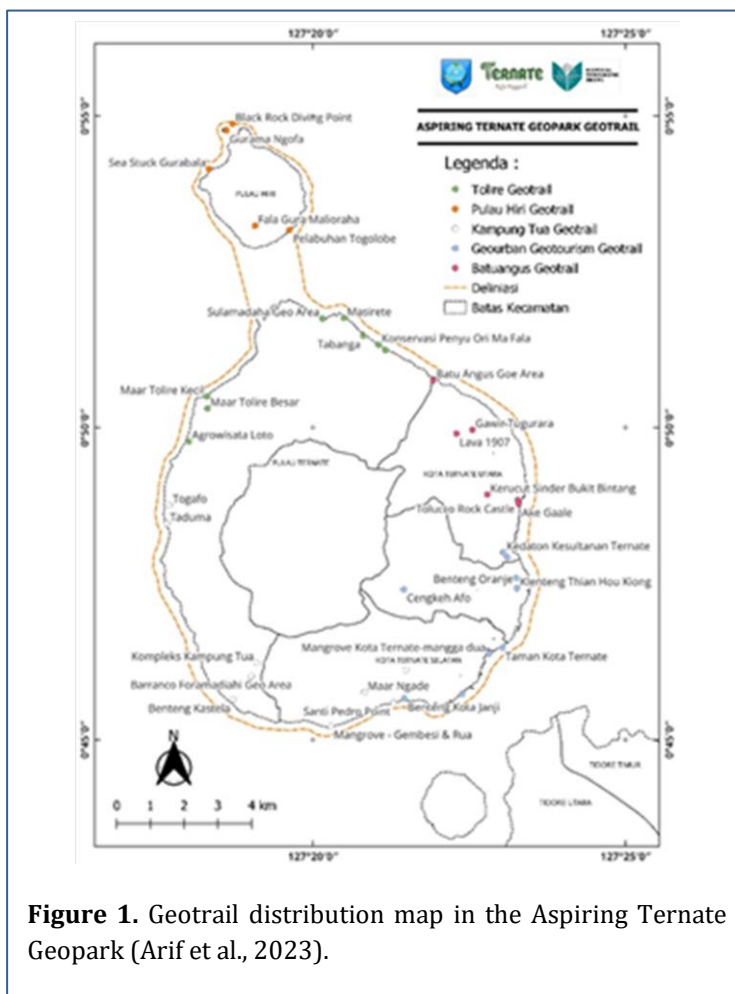 127°20'0" 127°25'0"
TERNATE
ASPIRING TERNATE GEOPARK GEOTRAIL
Legenda :
Tolire Geotrail
Pulau Hiri Geotrail
Kampung Tua Geotrail
Geourban Geotourism Geotrail
Batuangus Geotrail
Deliniasi
Batas Kecamatan
0°55'0" 0°55'0"
Black Rock Diving Point
Gurama Ngofa
Sea Stuck Gurabala
PULAU HIRI
Fala Gura Malioraha
Pelabuhan Togolobe
Sulamadaha Geo Area Masirete
Tabanga Konservasi Penyu Ori Ma Fala
Batu Angus Goe Area
Maar Tolire Kecil
Maar Tolire Besar
0°50'0" 0°50'0"
Agrowisata Loto
Gawin Tugurara
Lava 1907
PULAU TERNATE
KOTA TERNATE UTARA
Kerucut Sinder Bukit Bintang
Togafo
Tolucco Rock Castle Ake Gaale
Taduma
Kedaton Kesultanan Ternate
Benteng Oranje Klenteng Thian Hou Kiong
Cengkeh Afo
Mangrove Kota Ternate-mangga dua Taman Kota Ternate
Kompleks Kampung Tua
KOTA TERNATE SELATAN
Barranco Foramadiahi Geo Area
Maar Ngade
Benteng Kastela
Santi Pedro Point Benteng Kota Janji
Mangrove - Gembesi & Rua
0°45'0" 0°45'0"
N
TIDORE TIMUR
TIDORE UTARA
0 1 2 3 4 km
127°20'0" 127°25'0"
Figure 1. Geotrail distribution map in the Aspiring Ternate
Geopark (Arif et al., 2023).